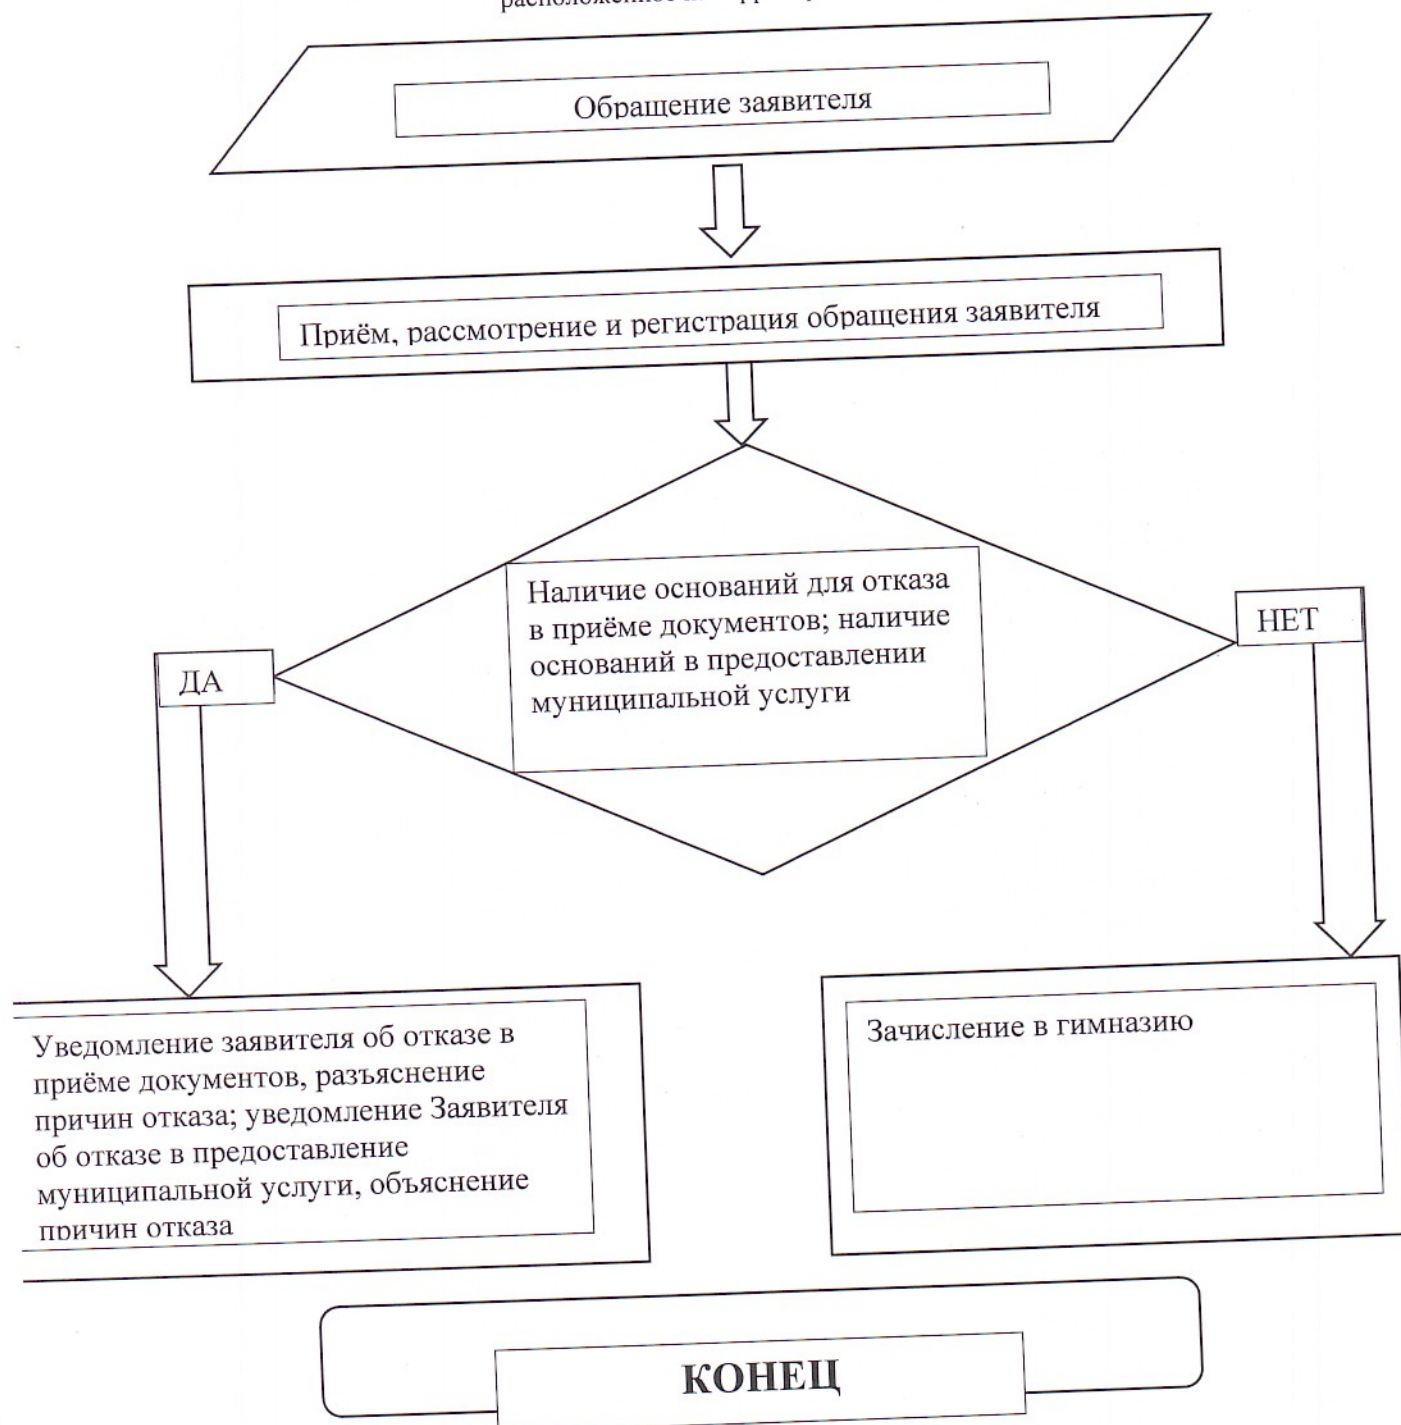 Обращение заявителя
Приём, рассмотрение и регистрация обращения заявителя
Наличие оснований для отказа
в приёме документов; наличие
оснований в предоставлении
муниципальной услуги
НЕТ
ДА
Уведомление заявителя об отказе в
приёме документов, разъяснение
причин отказа; уведомление Заявителя
об отказе в предоставление
муниципальной услуги, объяснение
причин отказа
Зачисление в гимназию
КОНЕЦ